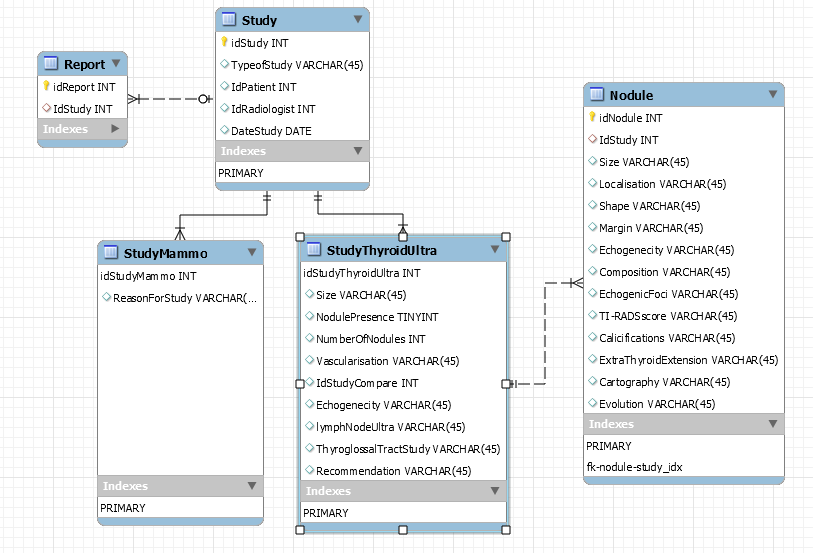 Study
idStudy INT
TypeofStudy VARCHAR(45)
IdPatient INT
IdRadiologist INT
DateStudy DATE
Indexes
PRIMARY
Report
idReport INT
IdStudy INT
Indexes
Nodule
idNodule INT
IdStudy INT
Size VARCHAR(45)
Localisation VARCHAR(45)
Shape VARCHAR(45)
Margin VARCHAR(45)
Echogenecity VARCHAR(45)
Composition VARCHAR(45)
EchogenicFoci VARCHAR(45)
TI-RADSscore VARCHAR(45)
Calicifications VARCHAR(45)
ExtraThyroidExtension VARCHAR(45)
Cartography VARCHAR(45)
Evolution VARCHAR(45)
Indexes
PRIMARY
fk-nodule-study_idx
StudyMammo
idStudyMammo INT
ReasonForStudy VARCHAR(...
Indexes
PRIMARY
StudyThyroidUltra
idStudyThyroidUltra INT
Size VARCHAR(45)
NodulePresence TINYINT
NumberOfNodules INT
Vascularisation VARCHAR(45)
IdStudyCompare INT
Echogenecity VARCHAR(45)
lymphNodeUltra VARCHAR(45)
ThyroglossalTractStudy VARCHAR(45)
Recommendation VARCHAR(45)
Indexes
PRIMARY